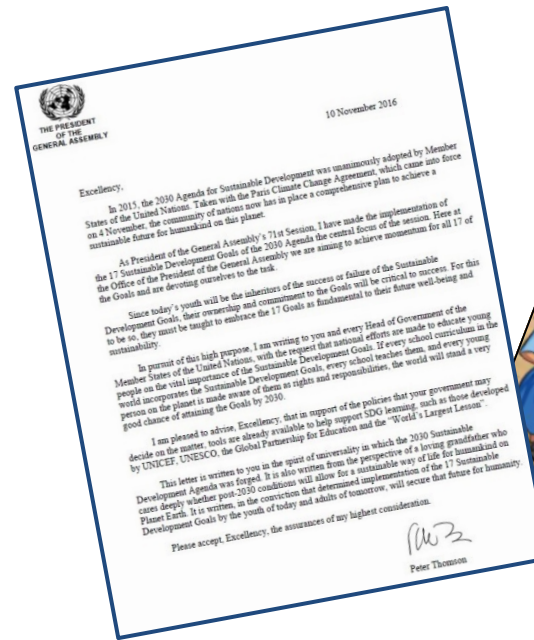 THE PRESIDENT
OF THE
GENERAL ASSEMBLY
10 November 2016
Excellency,
In 2015, the 2030 Agenda for Sustainable Development was unanimously adopted by Member
States of the United Nations. Taken with the Paris Climate Change Agreement, which came into force
on 4 November, the community of nations now has in place a comprehensive plan to achieve a
sustainable future for humankind on this planet.
As President of the General Assembly's 71st Session, I have made the implementation of
the 17 Sustainable Development Goals of the 2030 Agenda the central focus of the session. Here at
the Office of the President of the General Assembly we are aiming to achieve momentum for all 17 of
the Goals and are devoting ourselves to the task.
Since today's youth will be the inheritors of the success or failure of the Sustainable
Development Goals, their ownership and commitment to the Goals will be critical to success. For this
to be so, they must be taught to embrace the 17 Goals as fundamental to their future well-being and
sustainability.
In pursuit of this high purpose, I am writing to you and every Head of Government of the
Member States of the United Nations, with the request that national efforts are made to educate young
people on the vital importance of the Sustainable Development Goals. If every school curriculum in the
world incorporates the Sustainable Development Goals, every school teaches them, and every young
person on the planet is made aware of them as rights and responsibilities, the world will stand a very
good chance of attaining the Goals by 2030.
I am pleased to advise, Excellency, that in support of the policies that your government may
decide on the matter, tools are already available to help support SDG learning, such as those developed
by UNICEF, UNESCO, the Global Partnership for Education and the "World's Largest Lesson".
This letter is written to you in the spirit of universality in which the 2030 Sustainable
Development Agenda was forged. It is also written from the perspective of a loving grandfather who
cares deeply whether post-2030 conditions will allow for a sustainable way of life for humankind on
Planet Earth. It is written, in the conviction that determined implementation of the 17 Sustainable
Development Goals by the youth of today and adults of tomorrow, will secure that future for humanity.
Please accept, Excellency, the assurances of my highest consideration.
Peter Thomson